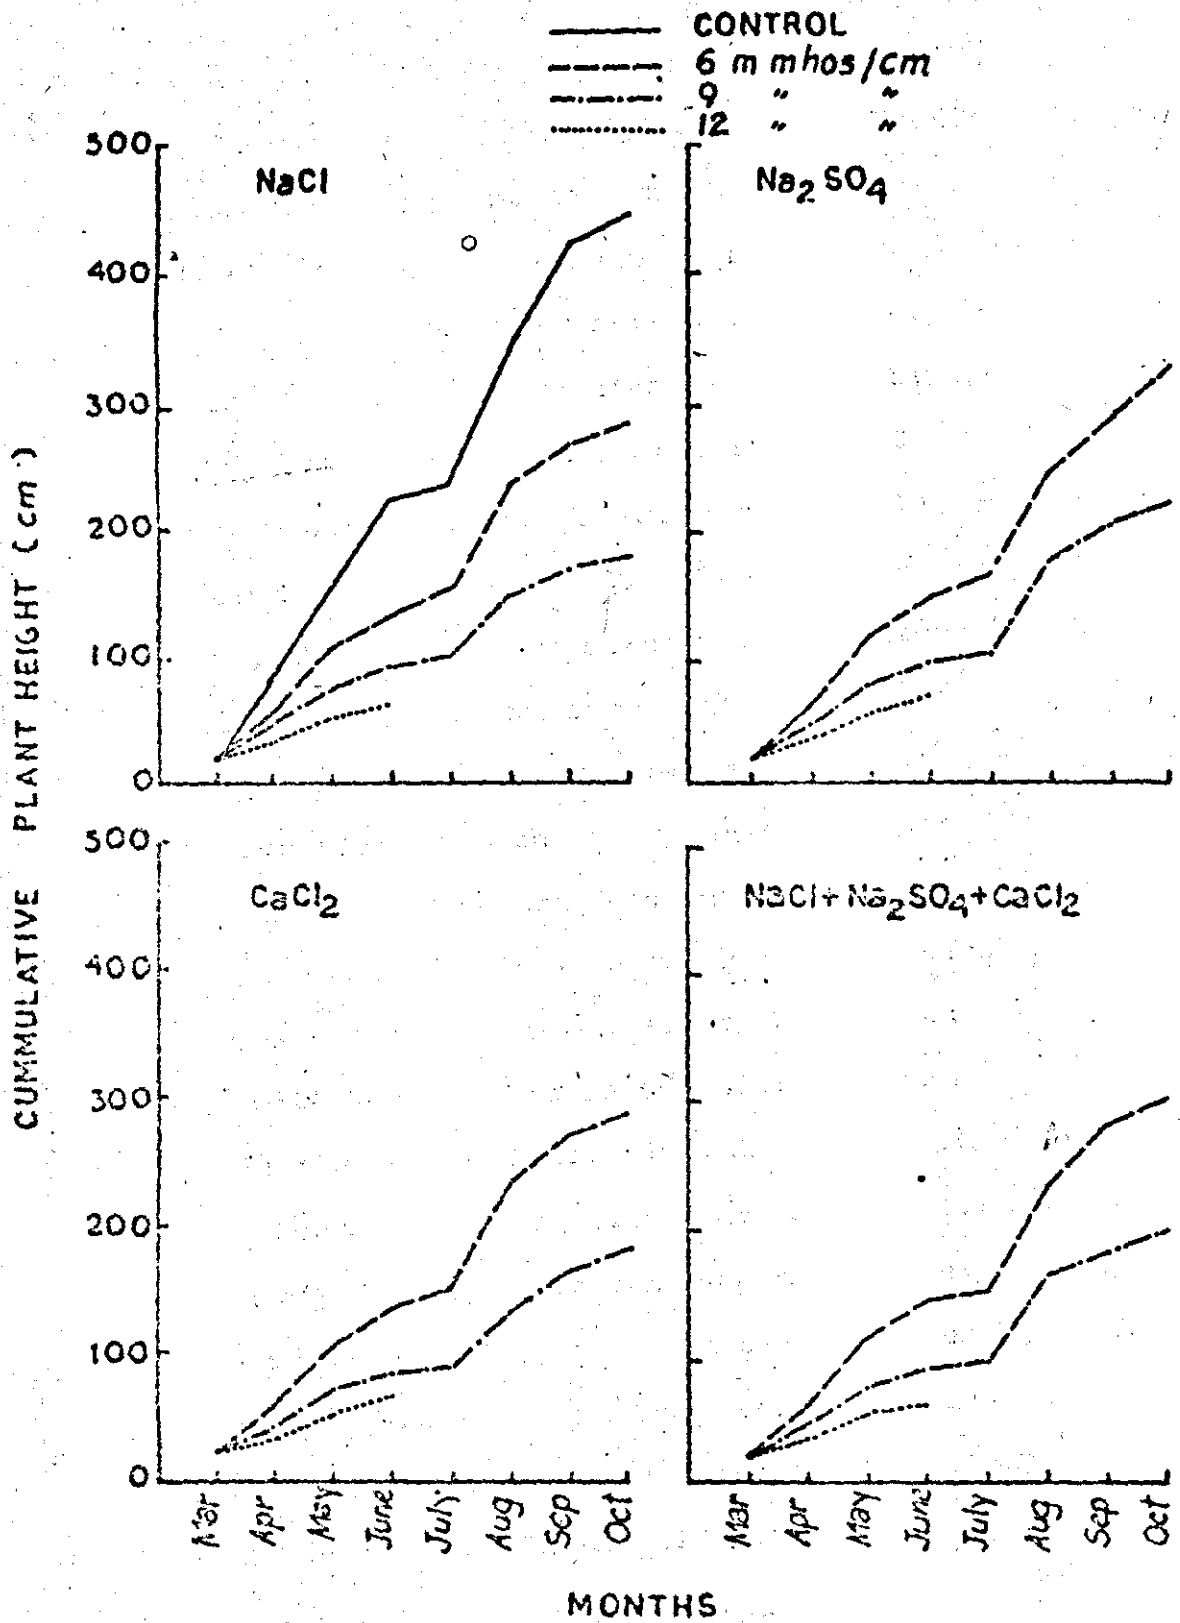 CONTROL
6 m mhos/cm
9 " "
12 " "
500
400
300
200
100
0
NaCl
Na₂SO₄
500
400
300
200
100
0
CaCl₂
NaCl+Na₂SO₄+CaCl₂
CUMMULATIVE PLANT HEIGHT (cm)
Mar Apr May June July Aug Sep Oct
Mar Apr May June July Aug Sep Oct
MONTHS